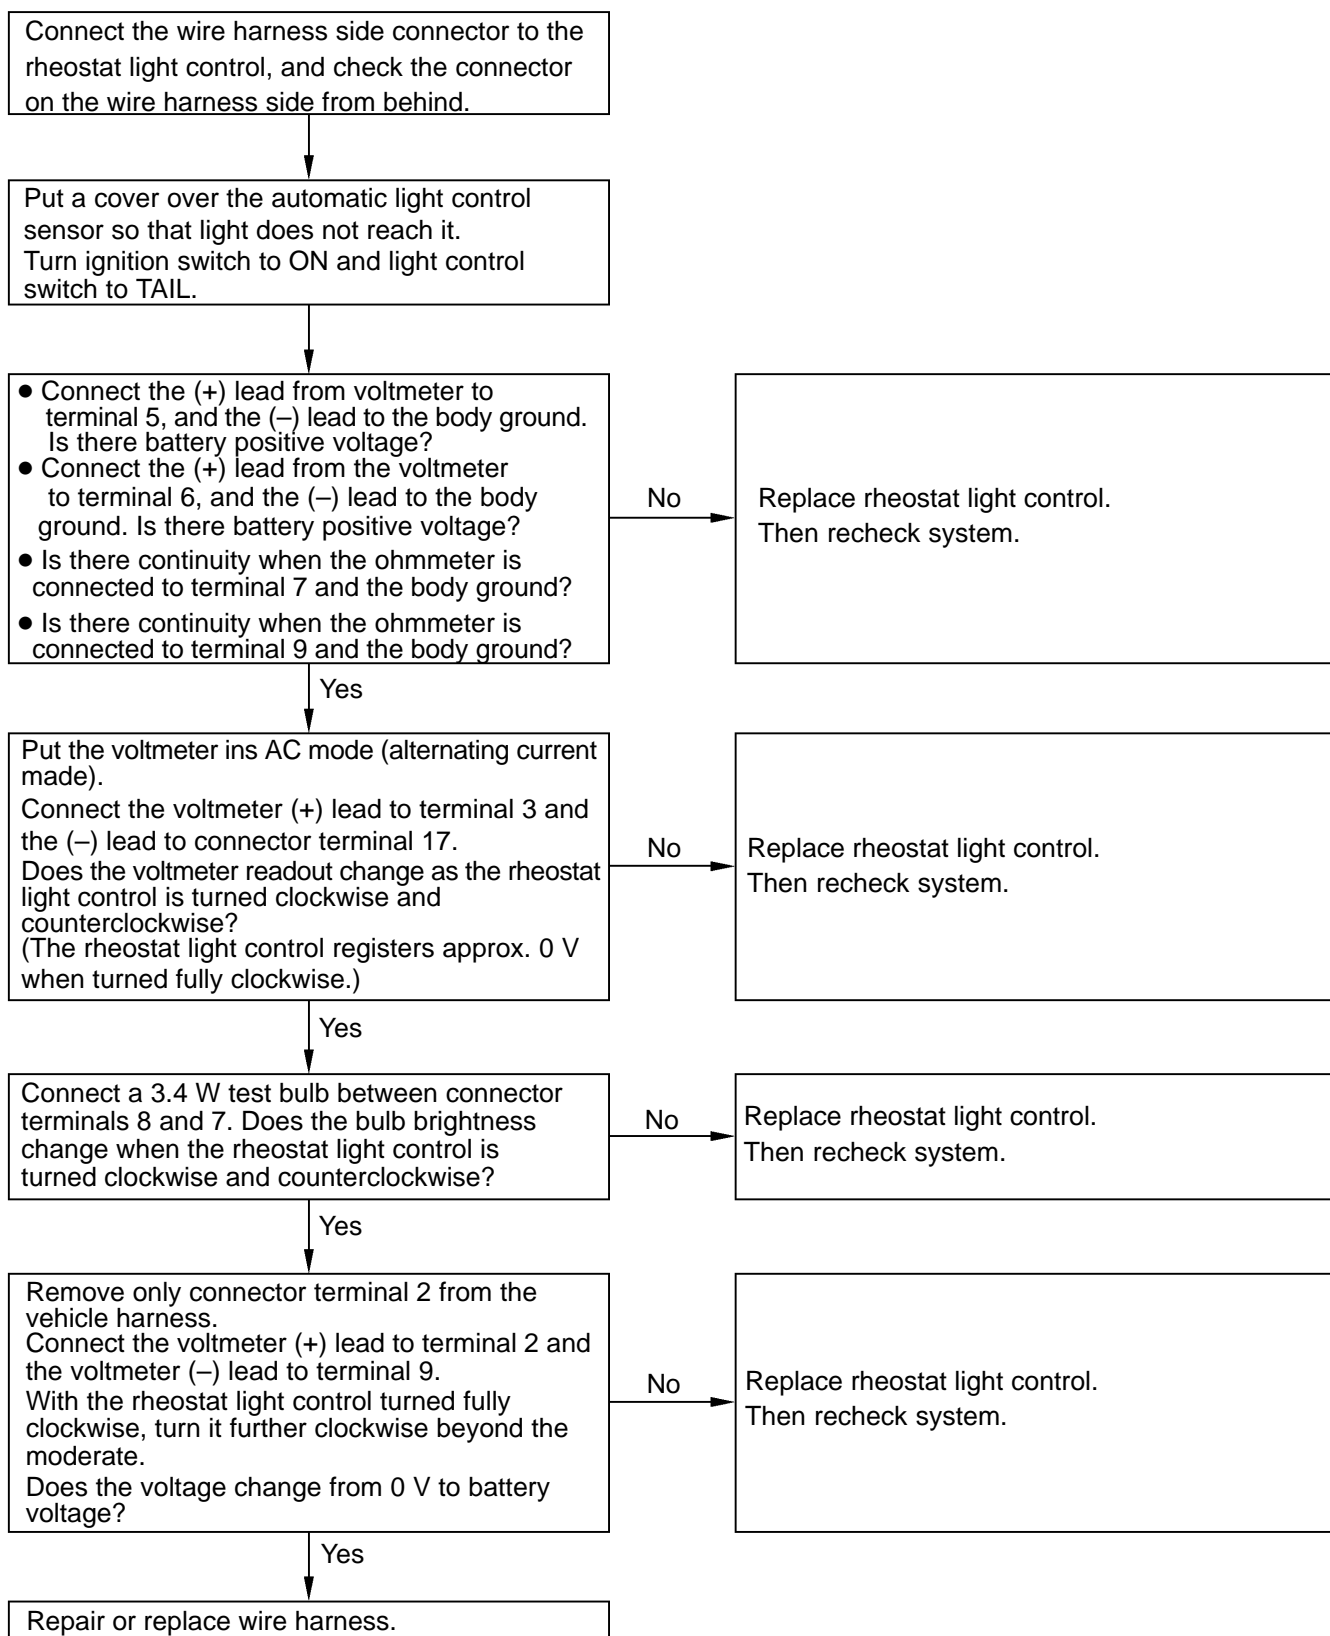 Connect the wire harness side connector to the
rheostat light control, and check the connector
on the wire harness side from behind.
Put a cover over the automatic light control
sensor so that light does not reach it.
Turn ignition switch to ON and light control
switch to TAIL.
● Connect the (+) lead from voltmeter to
terminal 5, and the (–) lead to the body ground.
Is there battery positive voltage?
● Connect the (+) lead from the voltmeter
to terminal 6, and the (–) lead to the body
ground. Is there battery positive voltage?
● Is there continuity when the ohmmeter is
connected to terminal 7 and the body ground?
● Is there continuity when the ohmmeter is
connected to terminal 9 and the body ground?
No
Replace rheostat light control.
Then recheck system.
Yes
Put the voltmeter ins AC mode (alternating current
made).
Connect the voltmeter (+) lead to terminal 3 and
the (–) lead to connector terminal 17.
Does the voltmeter readout change as the rheostat
light control is turned clockwise and
counterclockwise?
(The rheostat light control registers approx. 0 V
when turned fully clockwise.)
No
Replace rheostat light control.
Then recheck system.
Yes
Connect a 3.4 W test bulb between connector
terminals 8 and 7. Does the bulb brightness
change when the rheostat light control is
turned clockwise and counterclockwise?
No
Replace rheostat light control.
Then recheck system.
Yes
Remove only connector terminal 2 from the
vehicle harness.
Connect the voltmeter (+) lead to terminal 2 and
the voltmeter (–) lead to terminal 9.
With the rheostat light control turned fully
clockwise, turn it further clockwise beyond the
moderate.
Does the voltage change from 0 V to battery
voltage?
No
Replace rheostat light control.
Then recheck system.
Yes
Repair or replace wire harness.